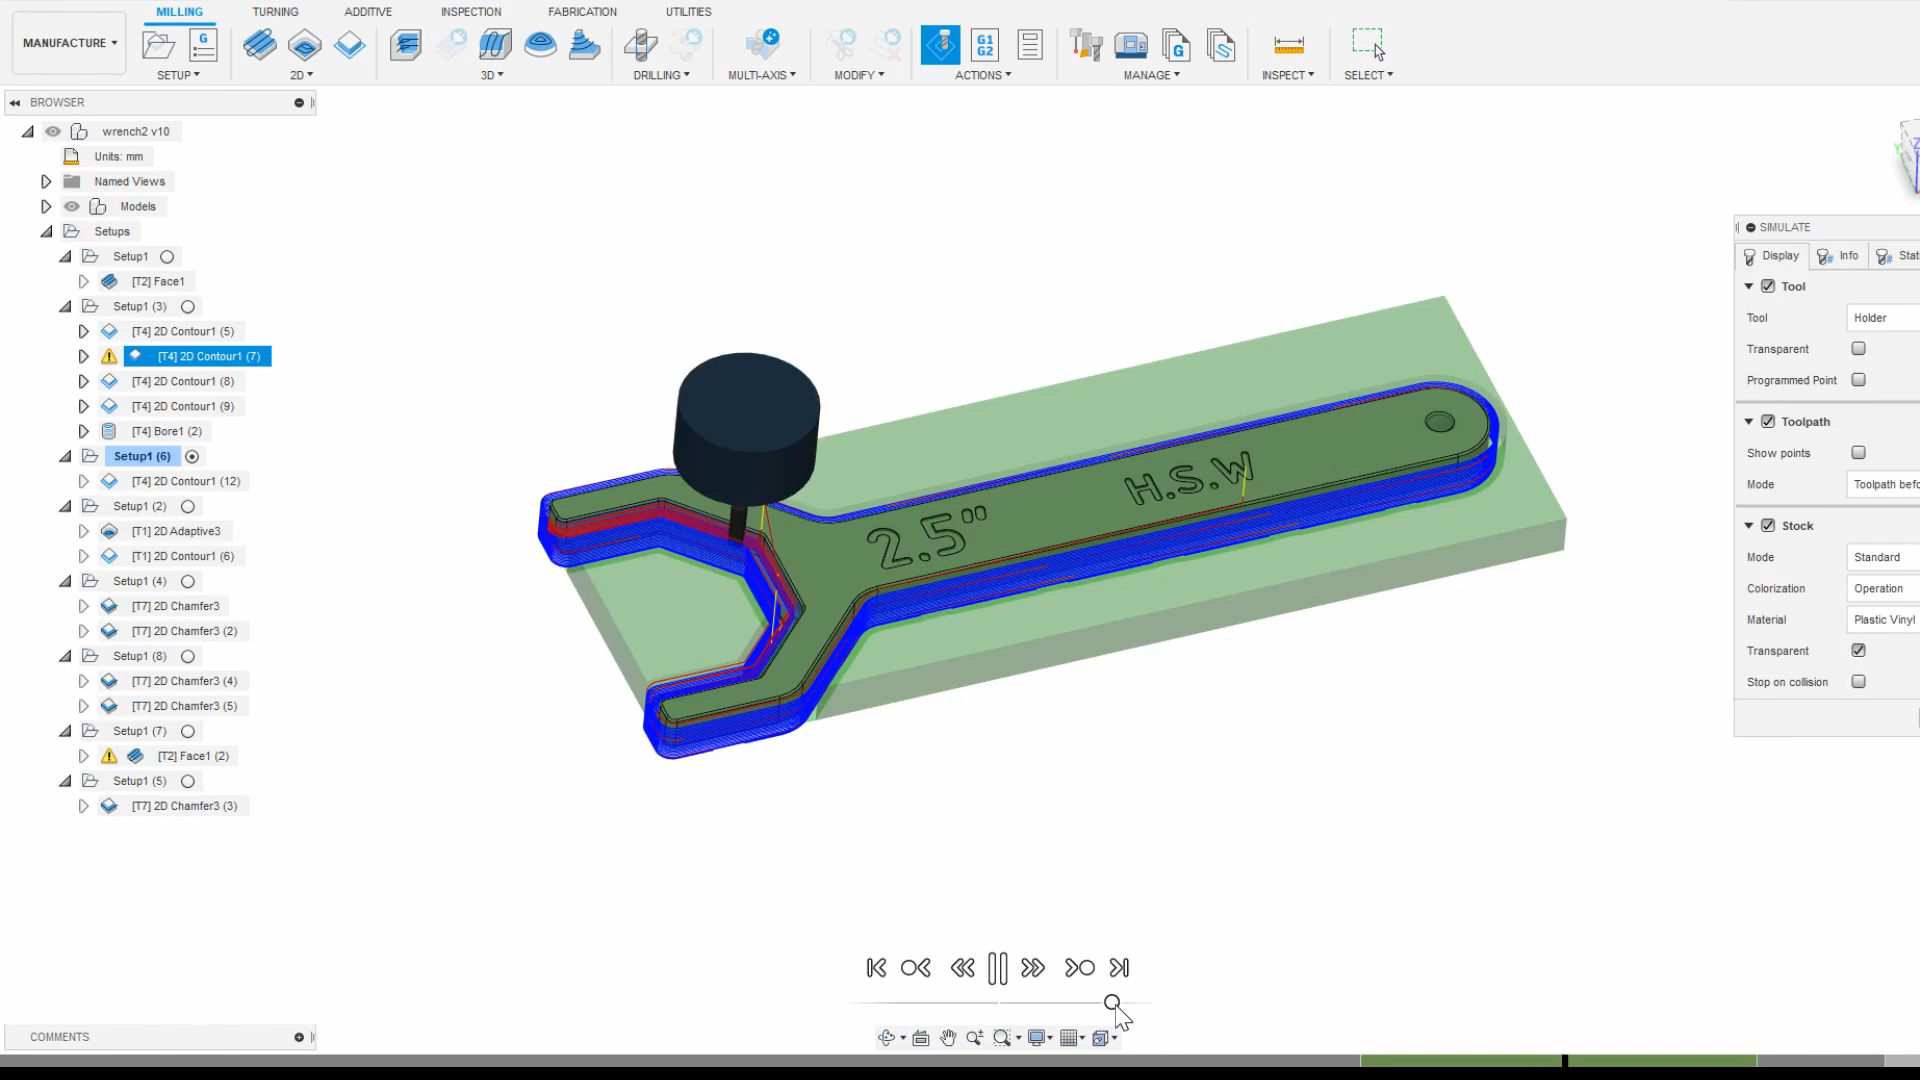 MILLING TURNING ADDITIVE INSPECTION FABRICATION UTILITIES
MANUFACTURE
SETUP 2D 3D DRILLING MULTI-AXIS MODIFY ACTIONS MANAGE INSPECT SELECT
G
G1
G2
G
BROWSER
wrench2 v10
Units: mm
Named Views
Models
Setups
Setup1
[T2] Face1
Setup1 (3)
[T4] 2D Contour1 (5)
[T4] 2D Contour1 (7)
[T4] 2D Contour1 (8)
[T4] 2D Contour1 (9)
[T4] Bore1 (2)
Setup1 (6)
[T4] 2D Contour1 (12)
Setup1 (2)
[T1] 2D Adaptive3
[T1] 2D Contour1 (6)
Setup1 (4)
[T7] 2D Chamfer3
[T7] 2D Chamfer3 (2)
Setup1 (8)
[T7] 2D Chamfer3 (4)
[T7] 2D Chamfer3 (5)
Setup1 (7)
[T2] Face1 (2)
Setup1 (5)
[T7] 2D Chamfer3 (3)
2.5" H.S.W
Y Z
SIMULATE
Display Info Stati
Tool
Tool Holder
Transparent
Programmed Point
Toolpath
Show points
Mode Toolpath befo
Stock
Mode Standard
Colorization Operation
Material Plastic Vinyl
Transparent
Stop on collision
COMMENTS